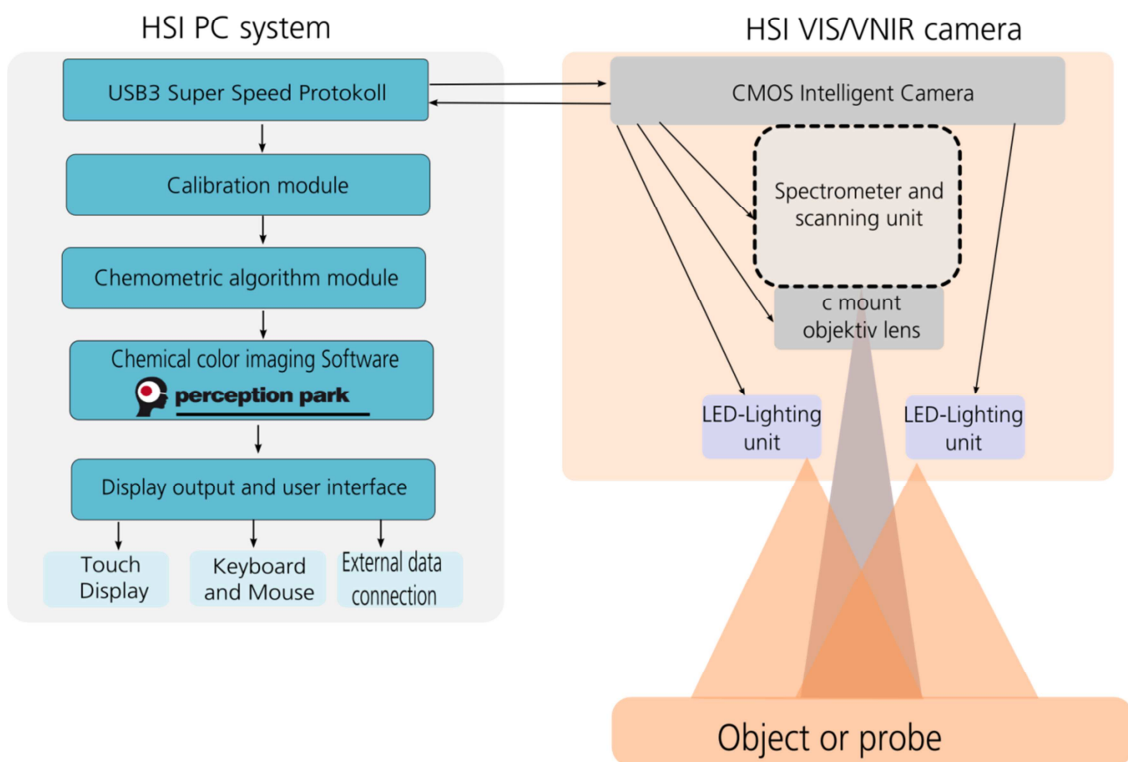 HSI PC system
USB3 Super Speed Protokoll
Calibration module
Chemometric algorithm module
Chemical color imaging Software
perception park
Display output and user interface
Touch
Display
Keyboard
and Mouse
External data
connection
HSI VIS/VNIR camera
CMOS Intelligent Camera
Spectrometer and
scanning unit
c mount
objektiv lens
LED-Lighting
unit
LED-Lighting
unit
Object or probe